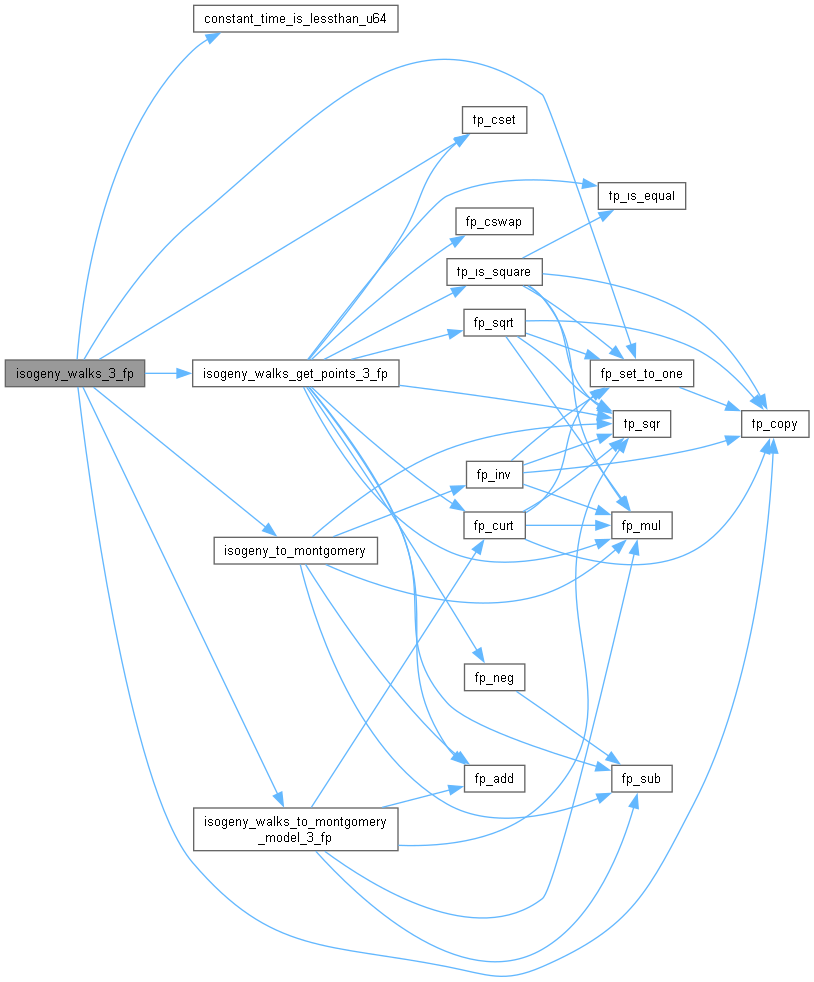 constant_time_is_lessthan_u64
fp_cset
fp_is_equal
fp_cswap
fp_is_square
fp_sqrt
isogeny_walks_3_fp
isogeny_walks_get_points_3_fp
fp_set_to_one
fp_sqr
fp_copy
fp_inv
fp_curt
fp_mul
isogeny_to_montgomery
fp_neg
fp_add
fp_sub
isogeny_walks_to_montgomery
_model_3_fp